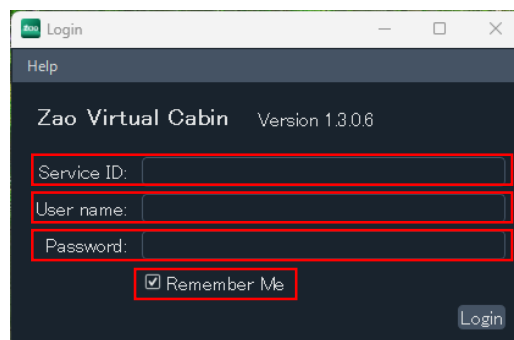 zao Login
Help
Zao Virtual Cabin Version 1.3.0.6
Service ID:
User name:
Password:
Remember Me
Login